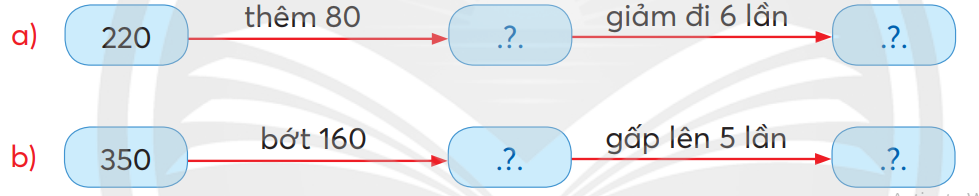 a) 220 thêm 80 .?. giảm đi 6 lần .?.
b) 350 bớt 160 .?. gấp lên 5 lần .?.